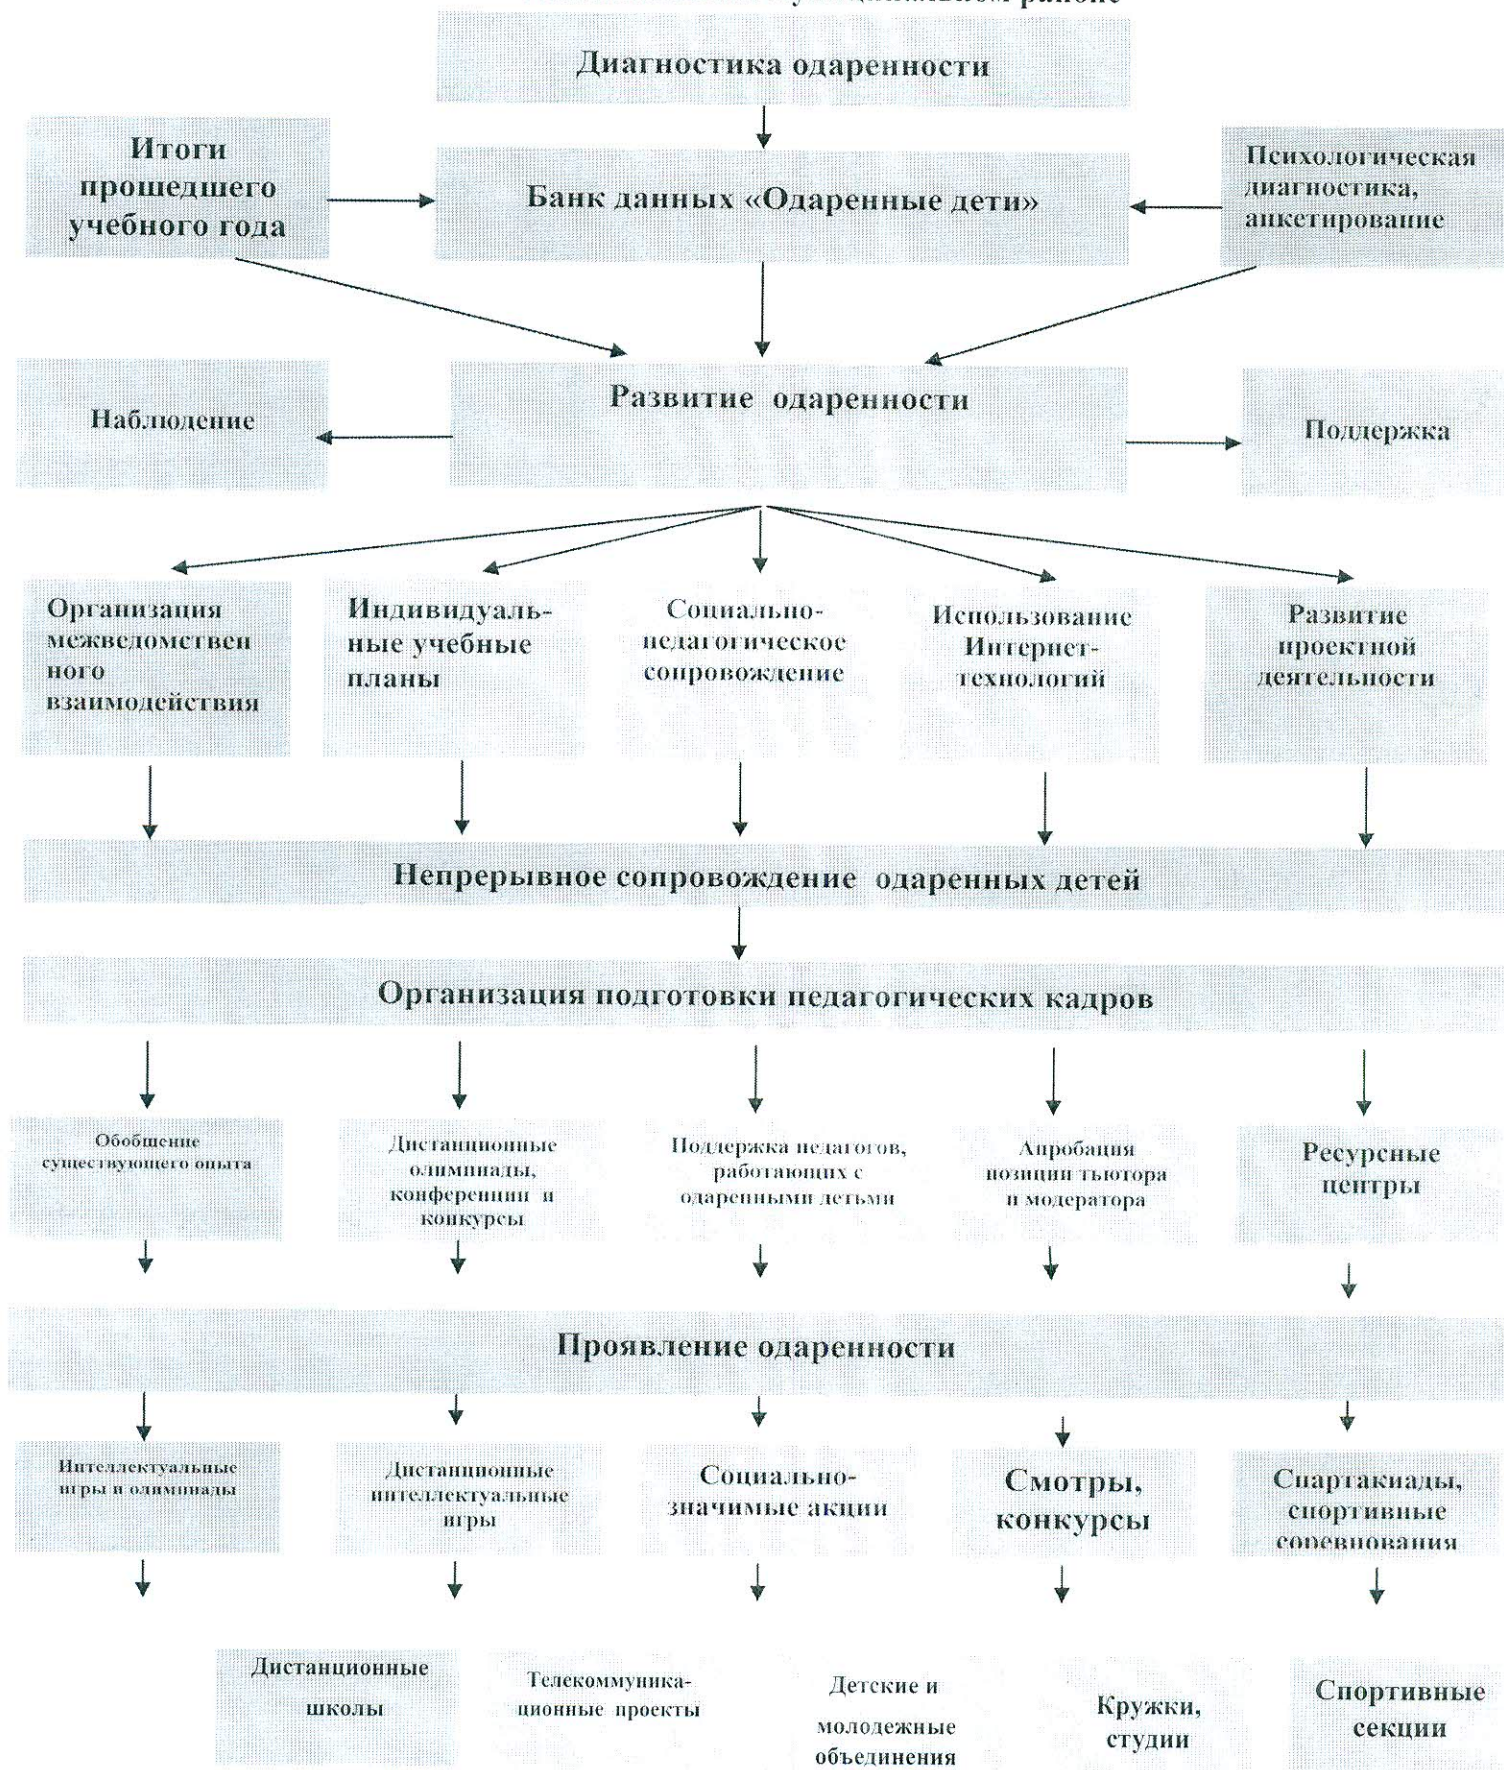 районе
Диагностика одаренности
Итоги
прошедшего
учебного года
Банк данных «Одаренные дети»
Психологическая
диагностика,
анкетирование
Наблюдение
Развитие одаренности
Поддержка
Организация
межведомствен
ного
взаимодействия
Индивидуаль-
ные учебные
планы
Социально-
педагогическое
сопровождение
Использование
Интернет-
технологий
Развитие
проектной
деятельности
Непрерывное сопровождение одаренных детей
Организация подготовки педагогических кадров
Обобщение
существующего опыта
Дистанционные
олимпиады,
конференции и
конкурсы
Поддержка педагогов,
работающих с
одаренными детьми
Апробация
позиции тьютора
и модератора
Ресурсные
центры
Проявление одаренности
Интеллектуальные
игры и олимпиады
Дистанционные
интеллектуальные
игры
Социально-
значимые акции
Смотры,
конкурсы
Спартакиады,
спортивные
соревнования
Дистанционные
школы
Телекоммуника-
ционные проекты
Детские и
молодежные
объединения
Кружки,
студии
Спортивные
секции